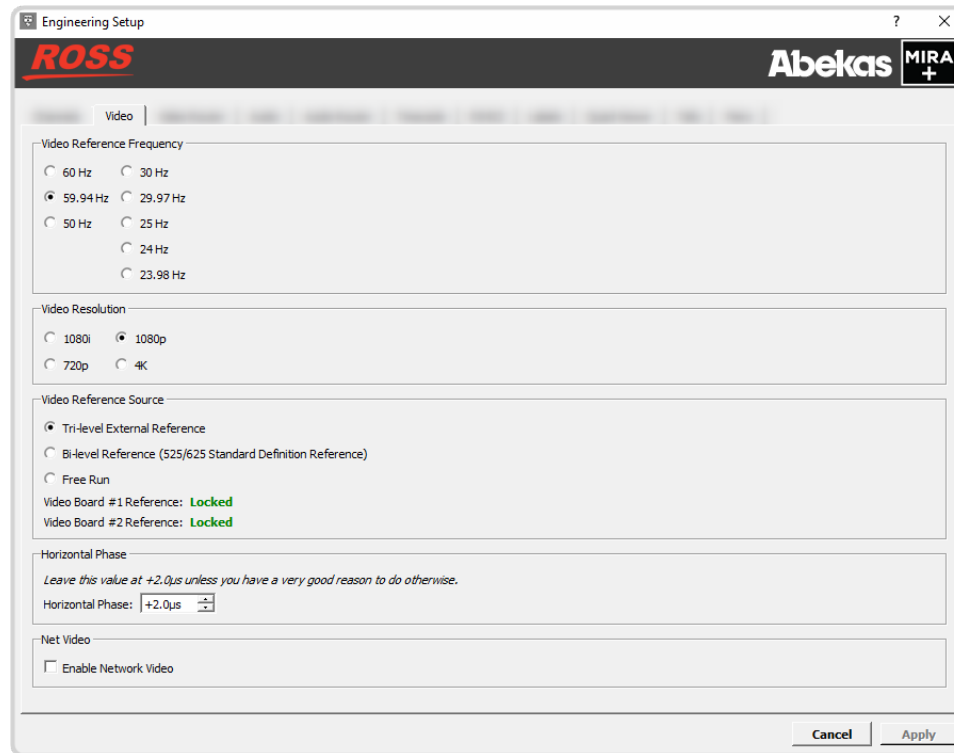 Engineering Setup ? ×
ROSS
Abekas MIRA +
Video
Video Reference Frequency
60 Hz 30 Hz
59.94 Hz 29.97 Hz
50 Hz 25 Hz
24 Hz
23.98 Hz
Video Resolution
1080i 1080p
720p 4K
Video Reference Source
Tri-level External Reference
Bi-level Reference (525/625 Standard Definition Reference)
Free Run
Video Board #1 Reference: Locked
Video Board #2 Reference: Locked
Horizontal Phase
Leave this value at +2.0µs unless you have a very good reason to do otherwise.
Horizontal Phase: +2.0µs
Net Video
Enable Network Video
Cancel Apply